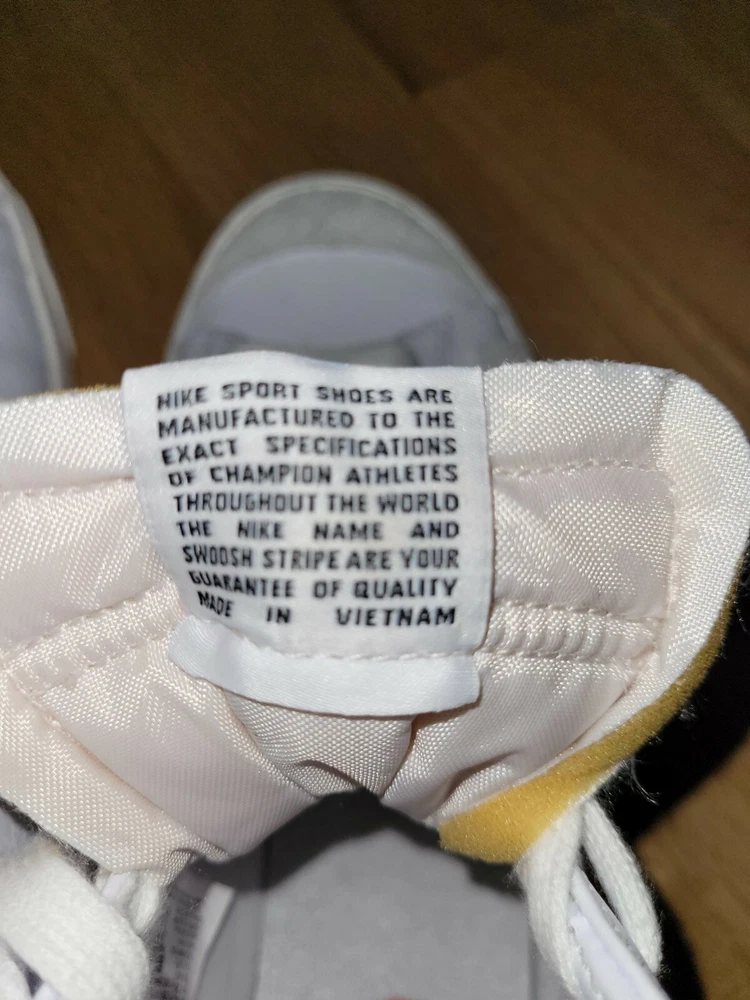 NIKE SPORT SHOES ARE
MANUFACTURED TO THE
EXACT SPECIFICATIONS
OF CHAMPION ATHLETES
THROUGHOUT THE WORLD
THE NIKE NAME AND
SWOOSH STRIPE ARE YOUR
GUARANTEE OF QUALITY
MADE IN VIETNAM